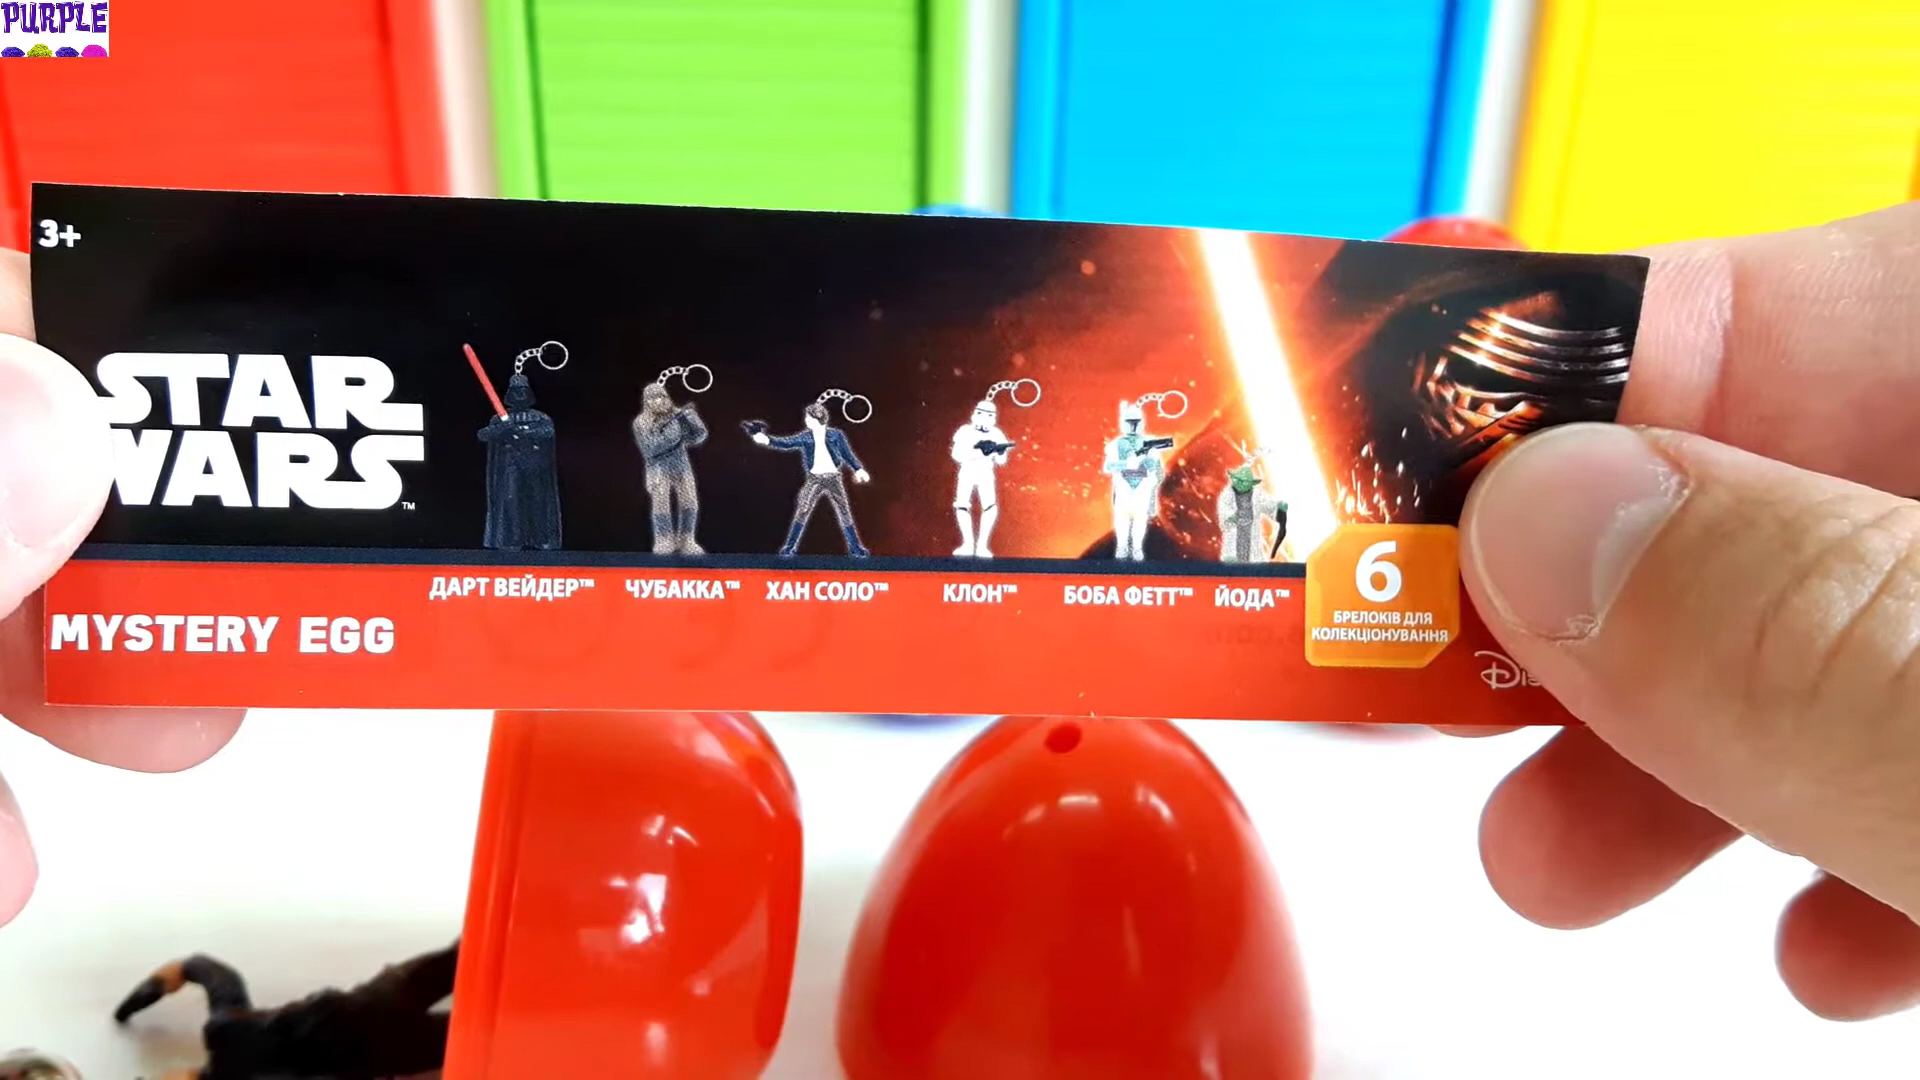 PURPLE
3+
STAR
WARS™
ДАРТ ВЕЙДЕР™ ЧУБАККА™ ХАН СОЛО™ КЛОН™ БОБА ФЕТТ™ ЙОДА™
MYSTERY EGG
6
БРЕЛОКІВ ДЛЯ
КОЛЕКЦІОНУВАННЯ